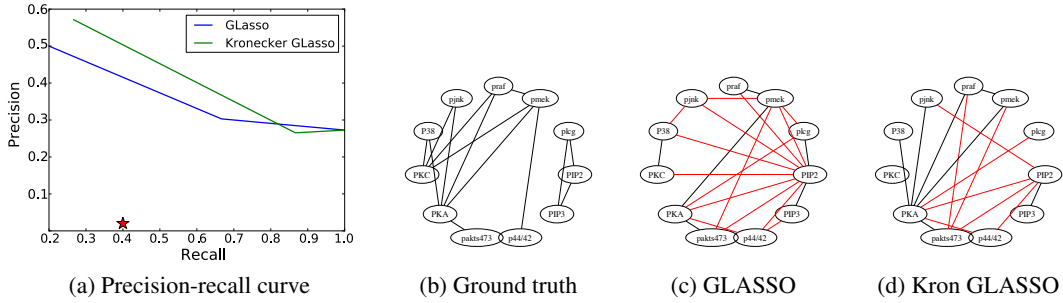 0.6
0.5
0.4
0.3
0.2
0.1
Precision
0.2 0.3 0.4 0.5 0.6 0.7 0.8 0.9 1.0
Recall
GLasso
Kronecker GLasso
(a) Precision-recall curve
praf
pjnk
pmek
P38
plcg
PKC
PIP2
PKA
PIP3
pakts473
p44/42
(b) Ground truth
praf
pjnk
pmek
P38
plcg
PKC
PIP2
PKA
PIP3
pakts473
p44/42
(c) GLASSO
praf
pjnk
pmek
P38
plcg
PKC
PIP2
PKA
PIP3
pakts473
p44/42
(d) Kron GLASSO